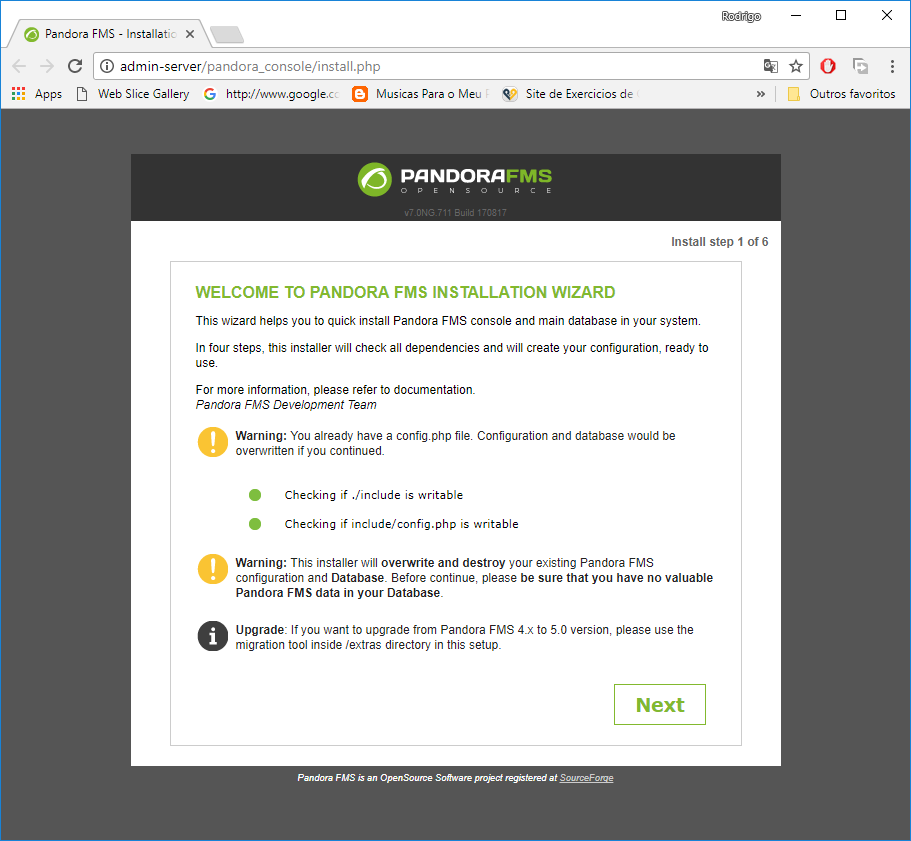 Rodrigo
Pandora FMS - Installatio
admin-server/pandora_console/install.php
Apps Web Slice Gallery http://www.google.co Musicas Para o Meu Site de Exercicios de » Outros favoritos
PANDORAFMS
OPENSOURCE
v7.0NG.711 Build 170817
Install step 1 of 6
WELCOME TO PANDORA FMS INSTALLATION WIZARD
This wizard helps you to quick install Pandora FMS console and main database in your system.
In four steps, this installer will check all dependencies and will create your configuration, ready to
use.
For more information, please refer to documentation.
Pandora FMS Development Team
Warning: You already have a config.php file. Configuration and database would be
overwritten if you continued.
Checking if ./include is writable
Checking if include/config.php is writable
Warning: This installer will overwrite and destroy your existing Pandora FMS
configuration and Database. Before continue, please be sure that you have no valuable
Pandora FMS data in your Database.
Upgrade: If you want to upgrade from Pandora FMS 4.x to 5.0 version, please use the
migration tool inside /extras directory in this setup.
Next
Pandora FMS is an OpenSource Software project registered at SourceForge